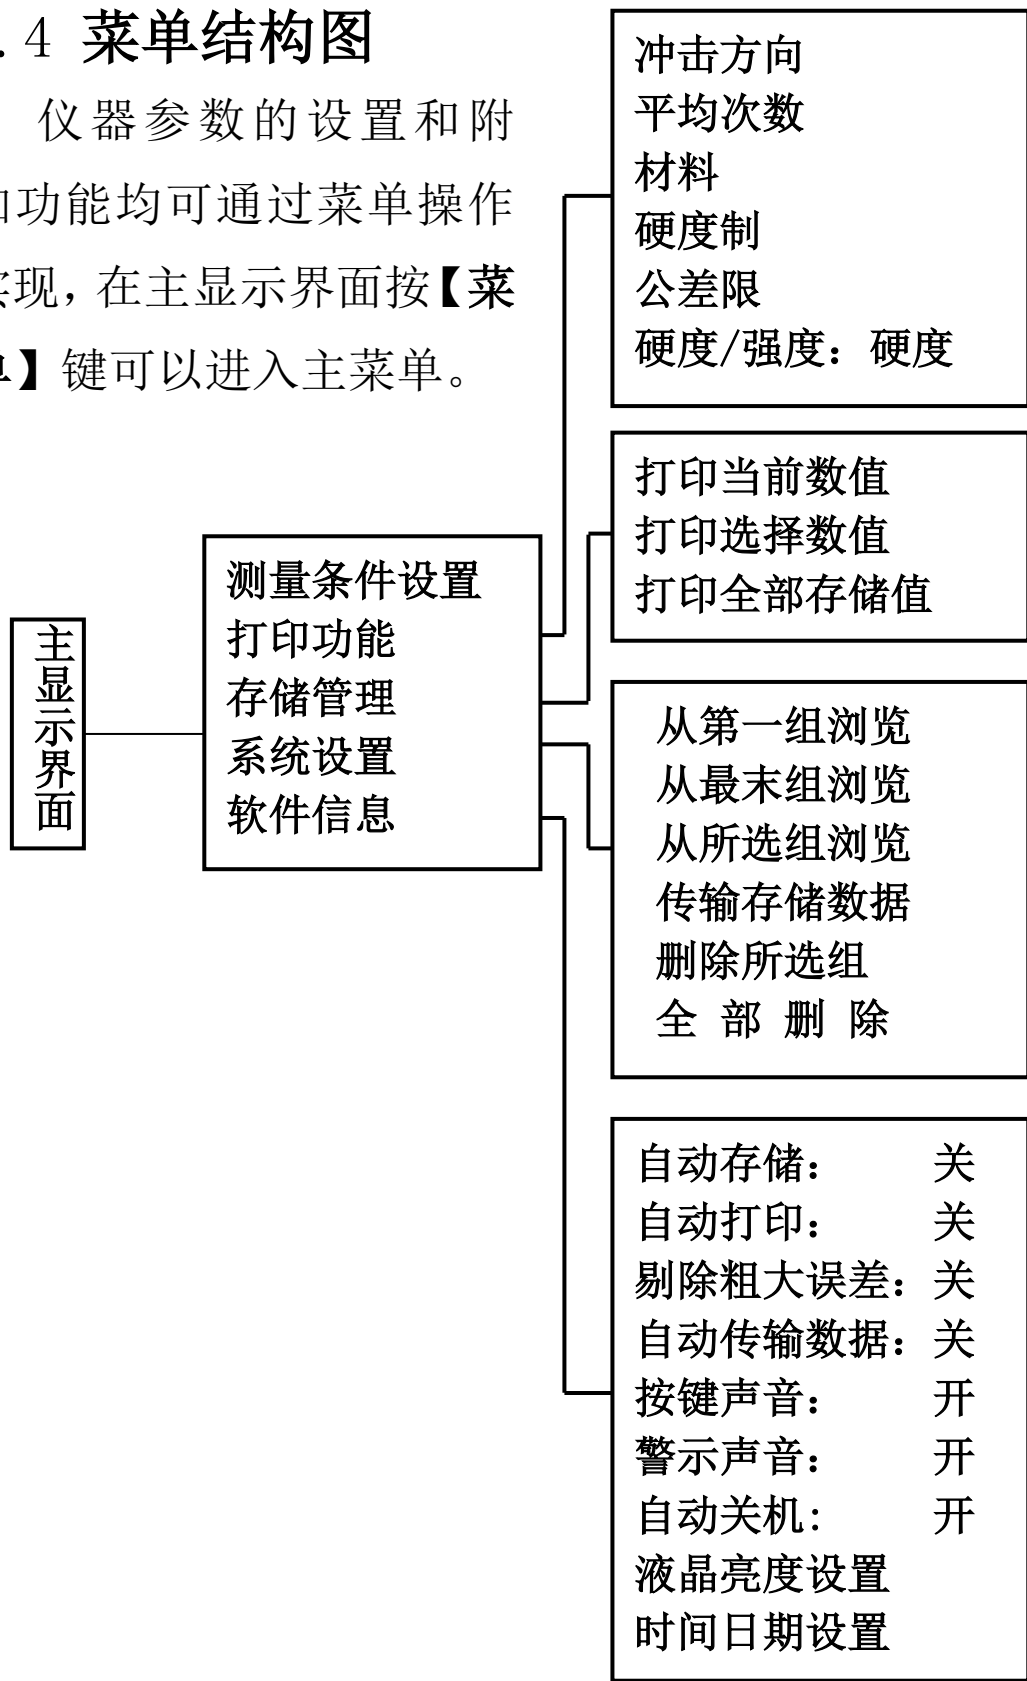 .4 菜单结构图
仪器参数的设置和附
功能均可通过菜单操作
现，在主显示界面按【菜
】键可以进入主菜单。
主显示界面
测量条件设置
打印功能
存储管理
系统设置
软件信息
冲击方向
平均次数
材料
硬度制
公差限
硬度/强度：硬度
打印当前数值
打印选择数值
打印全部存储值
从第一组浏览
从最末组浏览
从所选组浏览
传输存储数据
删除所选组
全 部 删 除
自动存储： 关
自动打印： 关
剔除粗大误差：关
自动传输数据：关
按键声音： 开
警示声音： 开
自动关机: 开
液晶亮度设置
时间日期设置